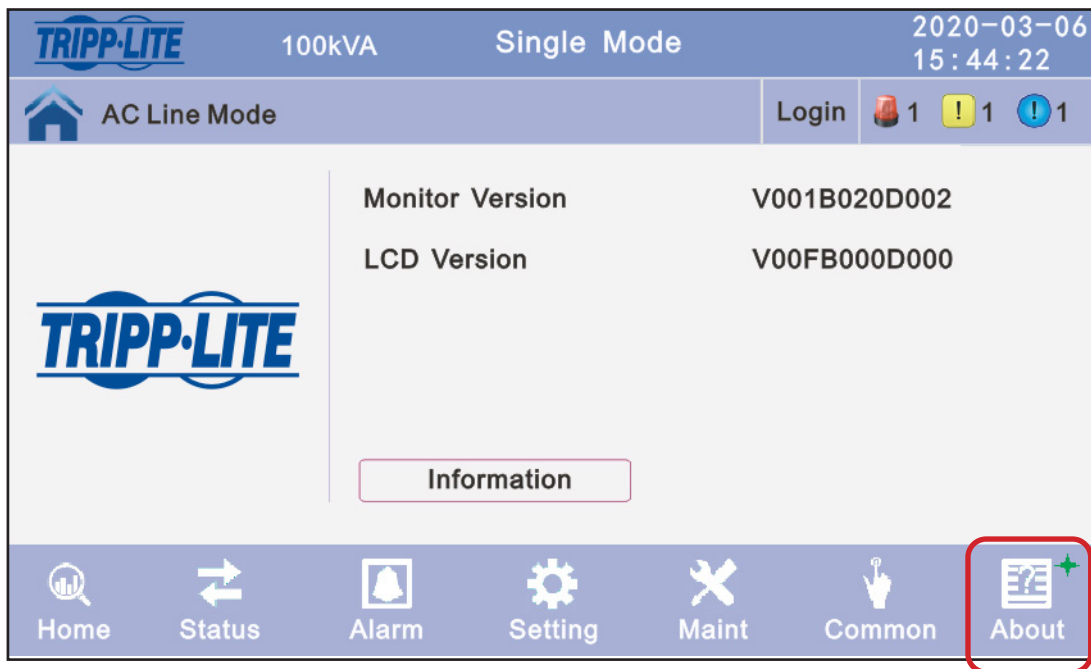 TRIPP·LITE 100kVA Single Mode 2020-03-06
15:44:22
AC Line Mode Login 1 ! 1 ! 1
Monitor Version V001B020D002
LCD Version V00FB000D000
TRIPP·LITE
Information
?
Home Status Alarm Setting Maint Common About